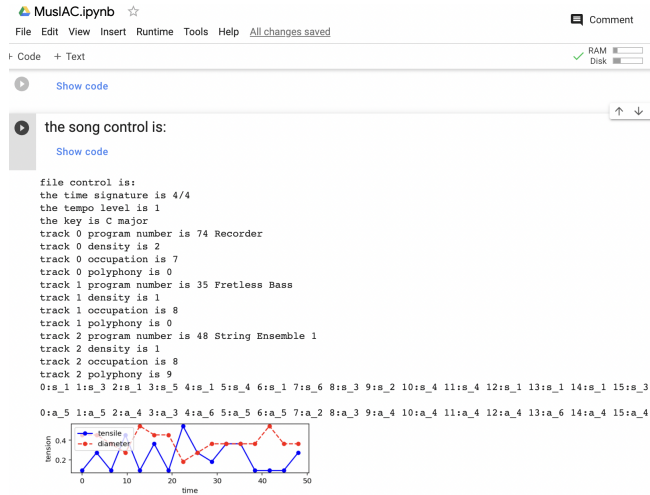 MusIAC.ipynb
Comment
File Edit View Insert Runtime Tools Help All changes saved
+ Code + Text
RAM
Disk
Show code
the song control is:
Show code
file control is:
the time signature is 4/4
the tempo level is 1
the key is C major
track 0 program number is 74 Recorder
track 0 density is 2
track 0 occupation is 7
track 0 polyphony is 0
track 1 program number is 35 Fretless Bass
track 1 density is 1
track 1 occupation is 8
track 1 polyphony is 0
track 2 program number is 48 String Ensemble 1
track 2 density is 1
track 2 occupation is 8
track 2 polyphony is 9
0:s_1 1:s_3 2:s_1 3:s_5 4:s_1 5:s_4 6:s_1 7:s_6 8:s_3 9:s_2 10:s_4 11:s_4 12:s_1 13:s_1 14:s_1 15:s_3
0:a_5 1:a_5 2:a_4 3:a_3 4:a_6 5:a_5 6:a_5 7:a_2 8:a_3 9:a_4 10:a_4 11:a_4 12:a_4 13:a_6 14:a_4 15:a_4
tensile
diameter
tension
0.4
0.2
0 10 20 30 40 50
time